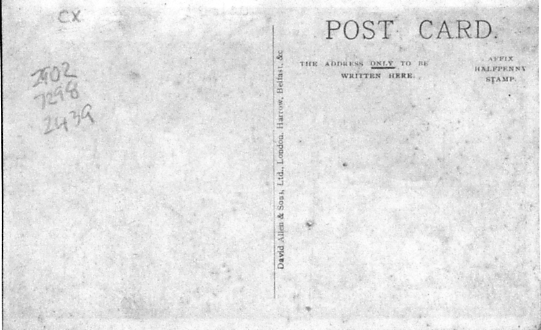 CX
2902
7298
2439
David Allen & Sons, Ltd., London, Harrow, Belfast, &c
POST CARD.
THE ADDRESS ONLY TO BE
WRITTEN HERE.
AFFIX
HALFPENNY
STAMP.